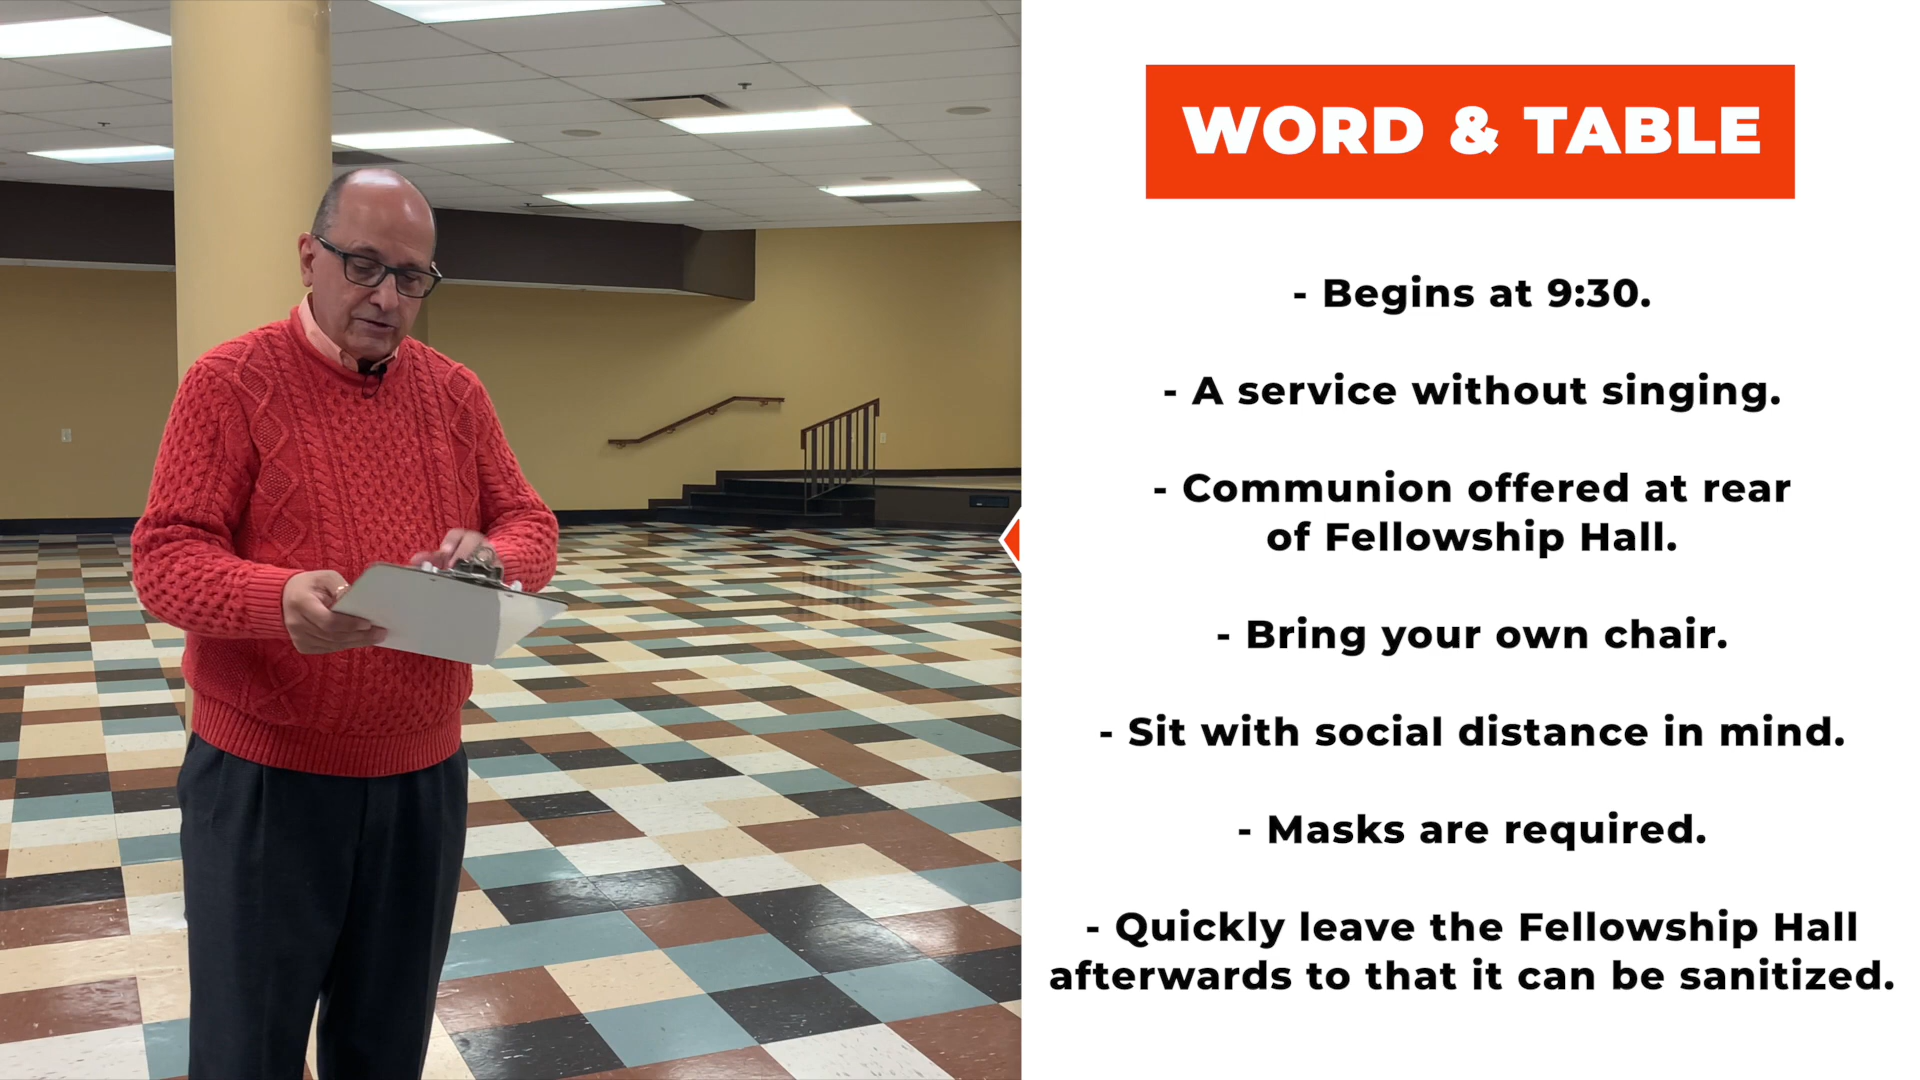 WORD & TABLE
- Begins at 9:30.
- A service without singing.
- Communion offered at rear
of Fellowship Hall.
- Bring your own chair.
- Sit with social distance in mind.
- Masks are required.
- Quickly leave the Fellowship Hall
afterwards to that it can be sanitized.